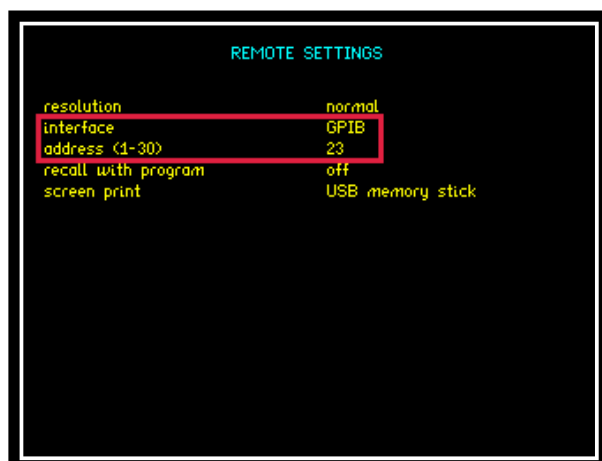 REMOTE SETTINGS
resolution normal
interface GPIB
address (1-30) 23
recall with program off
screen print USB memory stick